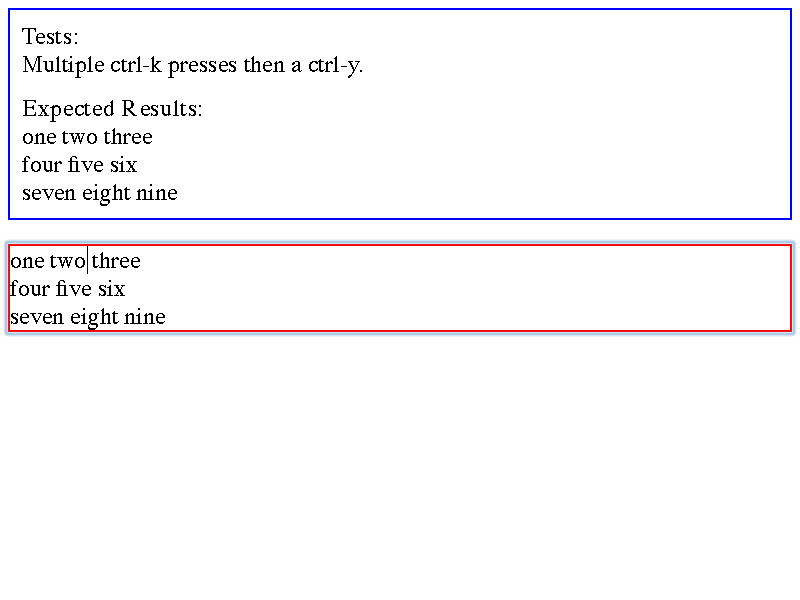 Tests:
Multiple ctrl-k presses then a ctrl-y.
Expected Results:
one two three
four five six
seven eight nine
one two three
four five six
seven eight nine